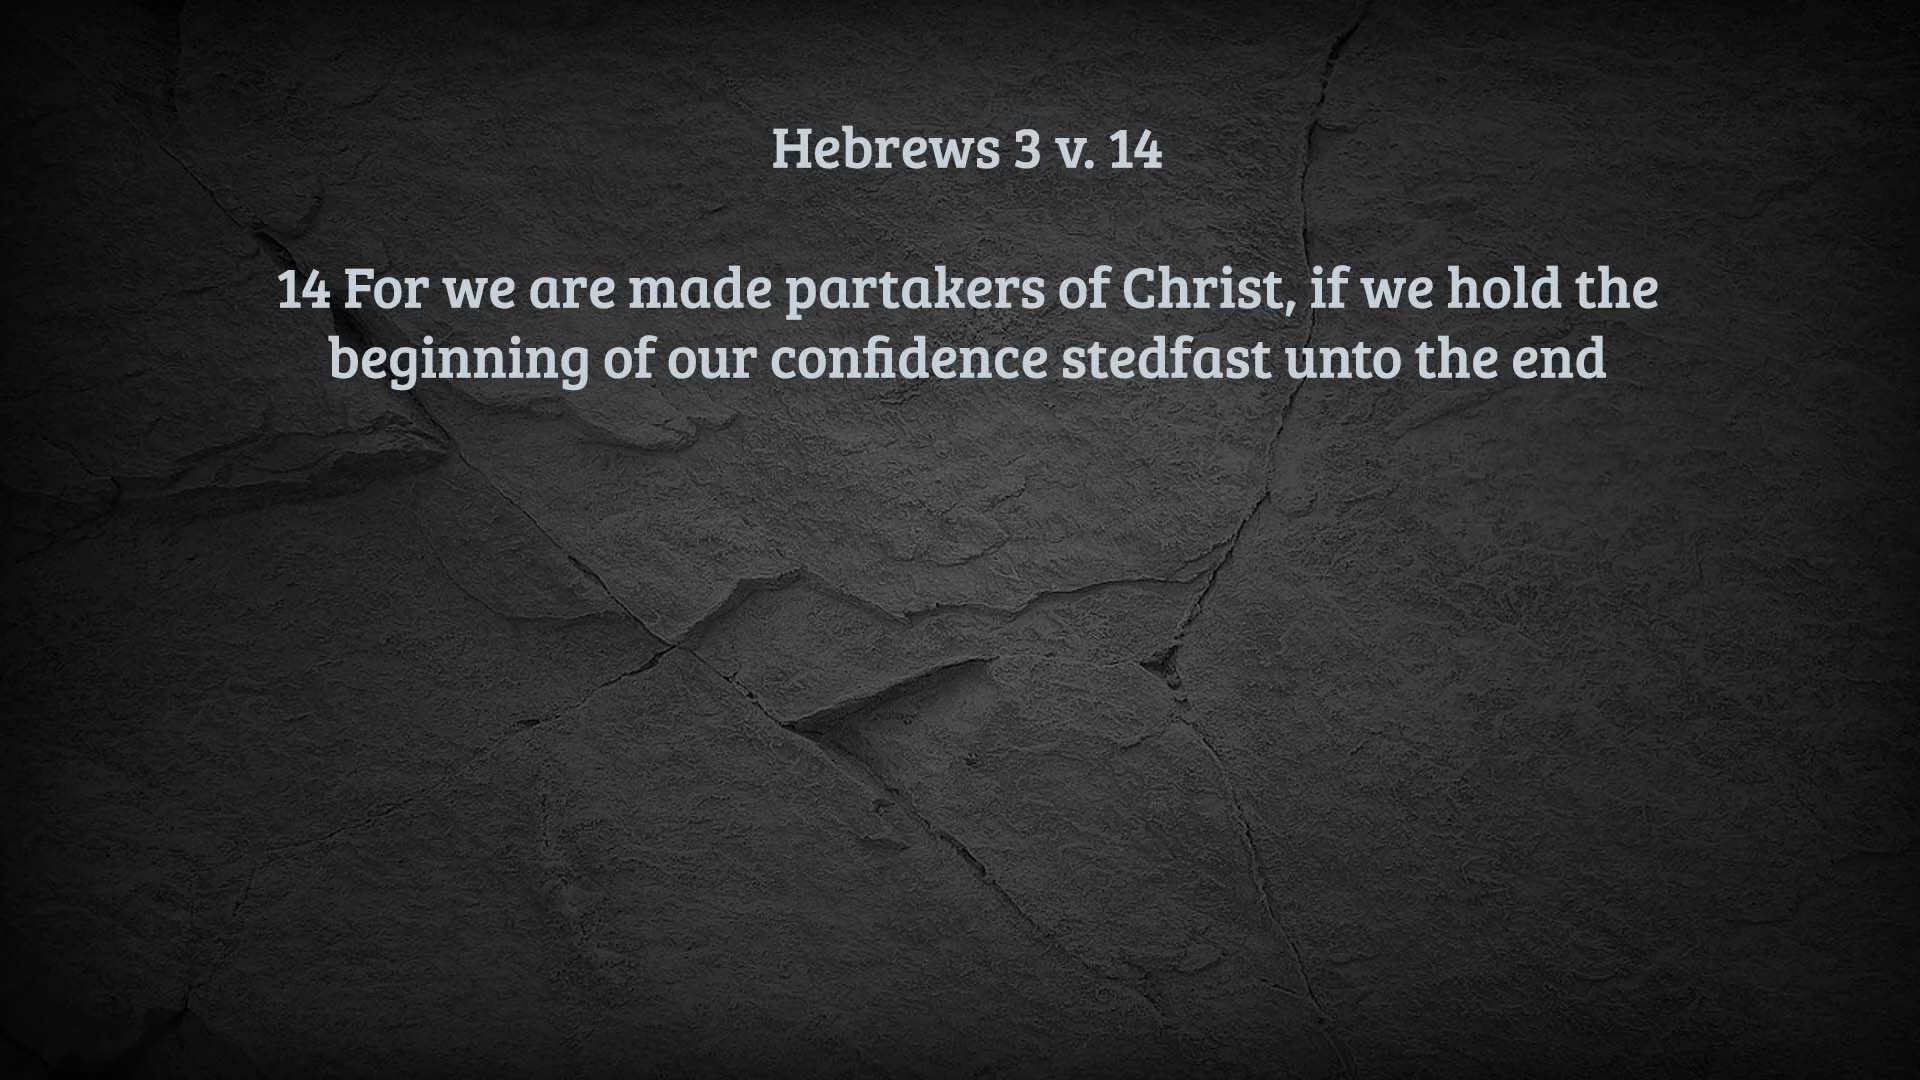 Hebrews 3 v. 14
14 For we are made partakers of Christ, if we hold the
beginning of our confidence stedfast unto the end